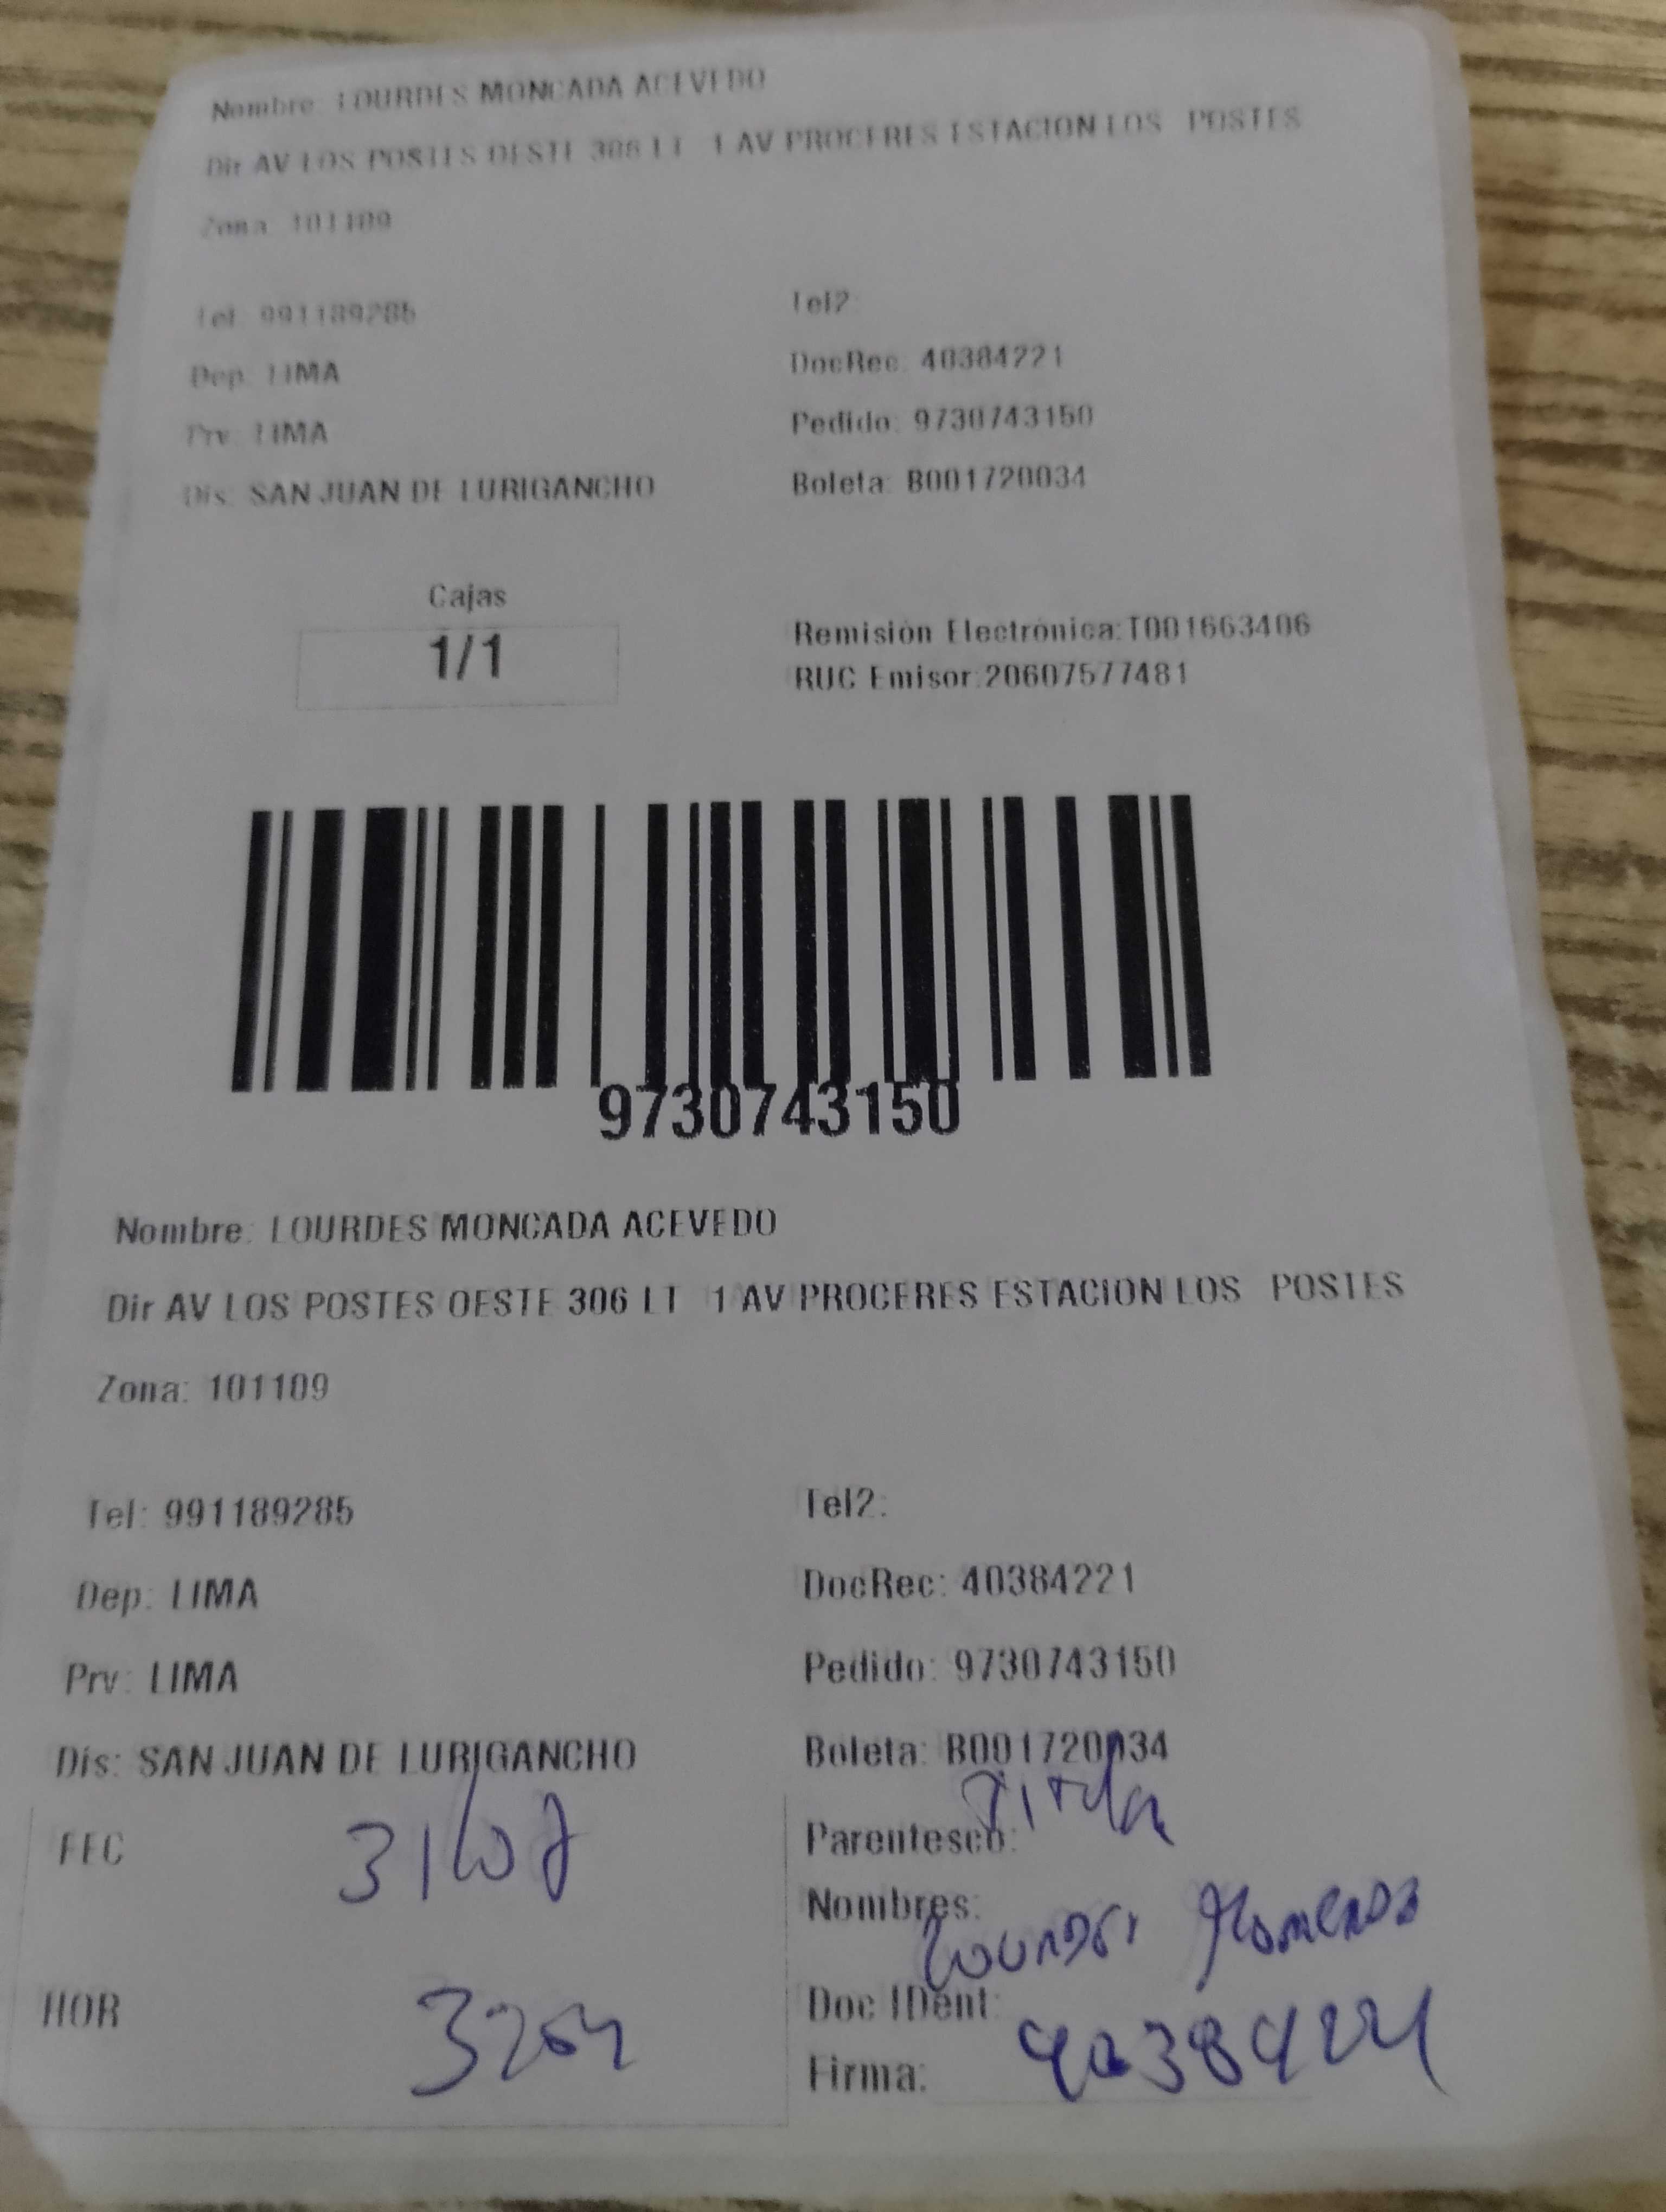 Nombre: LOURDES MONCADA ACEVEDO
Dir AV LOS POSTES OESTE 306 LT 1 AV PROCERES ESTACION LOS POSTES
Zona: 101109
Tel: 991189285 Tel2:
Dep: LIMA DocRec: 40384221
Prv: LIMA Pedido: 9730743150
Dis: SAN JUAN DE LURIGANCHO Boleta: B001720034
Cajas
1/1
Remisión Electrónica:T001663406
RUC Emisor:20607577481
9730743150
Nombre: LOURDES MONCADA ACEVEDO
Dir AV LOS POSTES OESTE 306 LT 1 AV PROCERES ESTACION LOS POSTES
Zona: 101109
Tel: 991189285 Tel2:
Dep: LIMA DocRec: 40384221
Prv: LIMA Pedido: 9730743150
Dis: SAN JUAN DE LURIGANCHO Boleta: B001720034
FEC Parentesco:
Nombres:
HOR Doc IDent:
Firma: 40384221